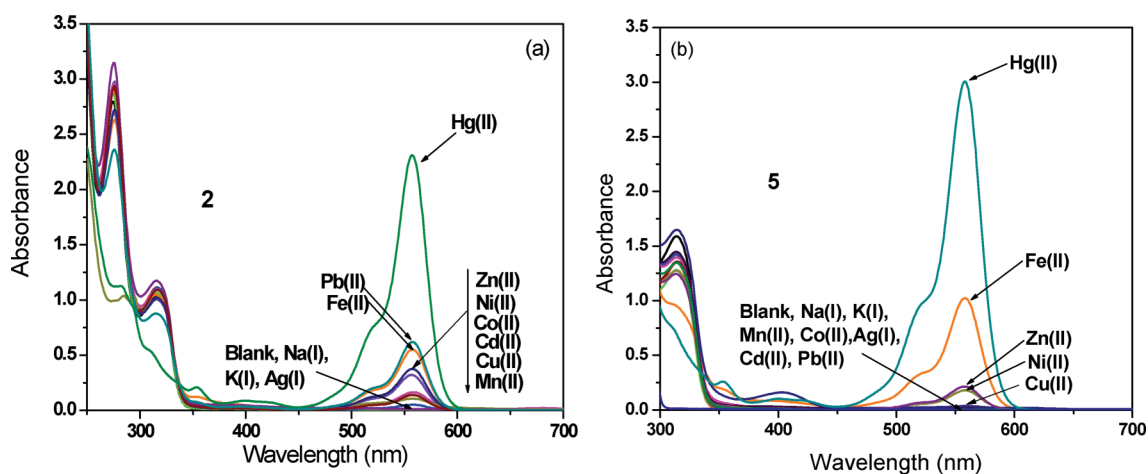 (a)
3.5
3.0
2.5
2.0
1.5
1.0
0.5
0.0
Absorbance
Hg(II)
2
Pb(II)
Fe(II)
Zn(II)
Ni(II)
Co(II)
Cd(II)
Cu(II)
Mn(II)
Blank, Na(I),
K(I), Ag(I)
300 400 500 600 700
Wavelength (nm)
(b)
3.5
3.0
2.5
2.0
1.5
1.0
0.5
0.0
Absorbance
Hg(II)
5
Fe(II)
Blank, Na(I), K(I),
Mn(II), Co(II),Ag(I),
Cd(II), Pb(II)
Zn(II)
Ni(II)
Cu(II)
300 400 500 600 700
Wavelength (nm)